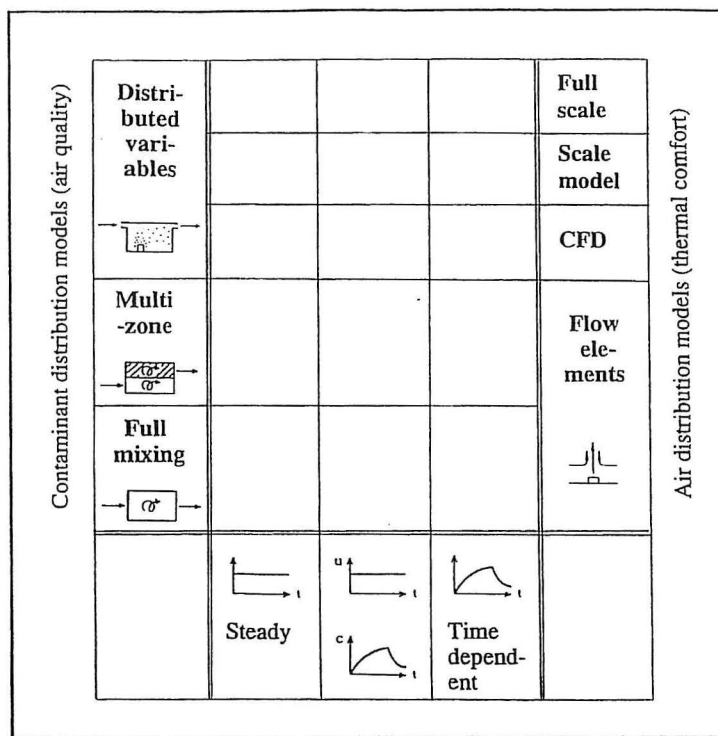 Contaminant distribution models (air quality)
Distri-
buted
vari-
ables
Multi
-zone
Full
mixing
Full
scale
Scale
model
CFD
Flow
ele-
ments
Air distribution models (thermal comfort)
t
Steady
u
t
c
t
t
Time
depend-
ent